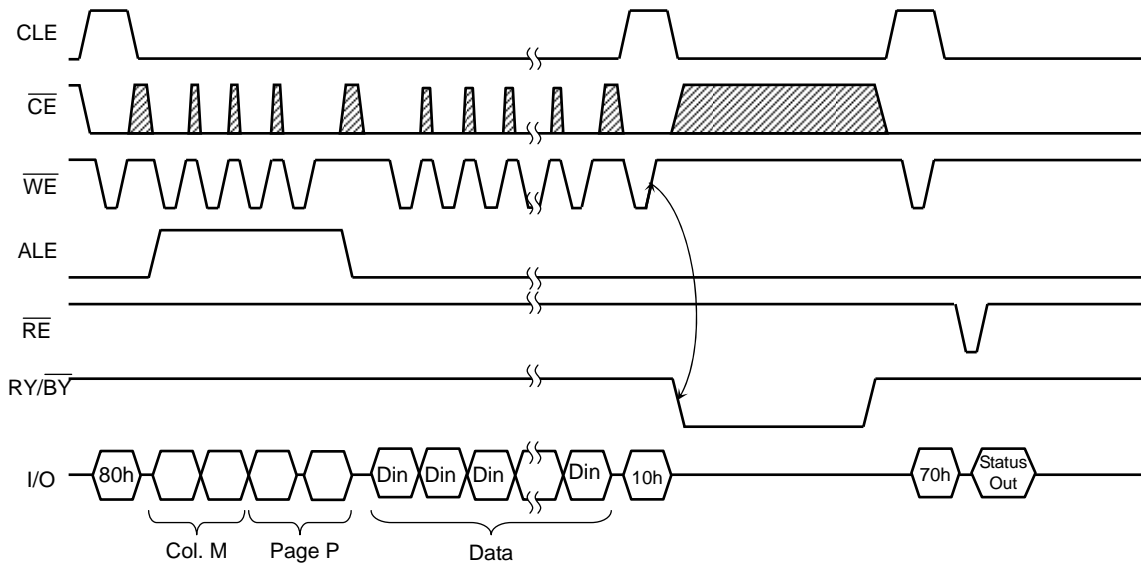 CLE
CE
WE
ALE
RE
RY/BY
I/O 80h Din Din Din Din 10h 70h Status Out
Col. M Page P Data